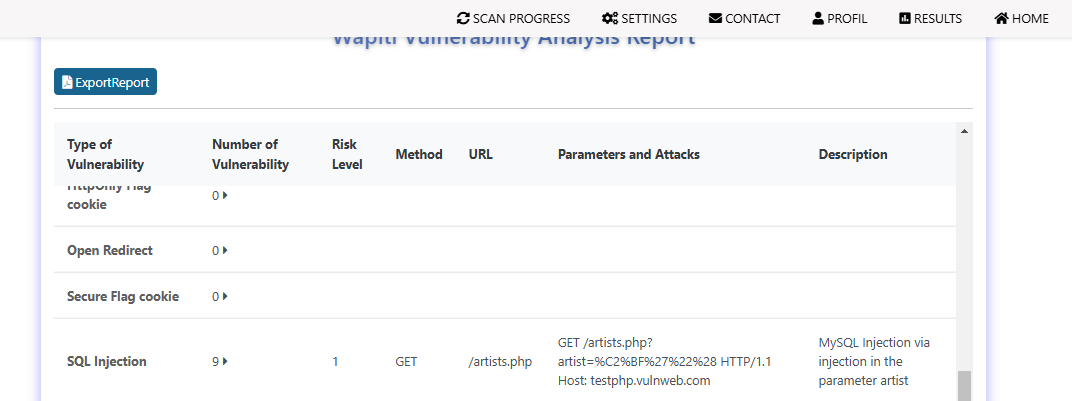 SCAN PROGRESS SETTINGS CONTACT PROFIL RESULTS HOME
Wapiti Vulnerability Analysis Report
ExportReport
Type of Vulnerability Number of Vulnerability Risk Level Method URL Parameters and Attacks Description
HttpOnly Flag cookie 0
Open Redirect 0
Secure Flag cookie 0
SQL Injection 9 1 GET /artists.php GET /artists.php?
artist=%C2%BF%27%22%28 HTTP/1.1
Host: testphp.vulnweb.com
MySQL Injection via
injection in the
parameter artist